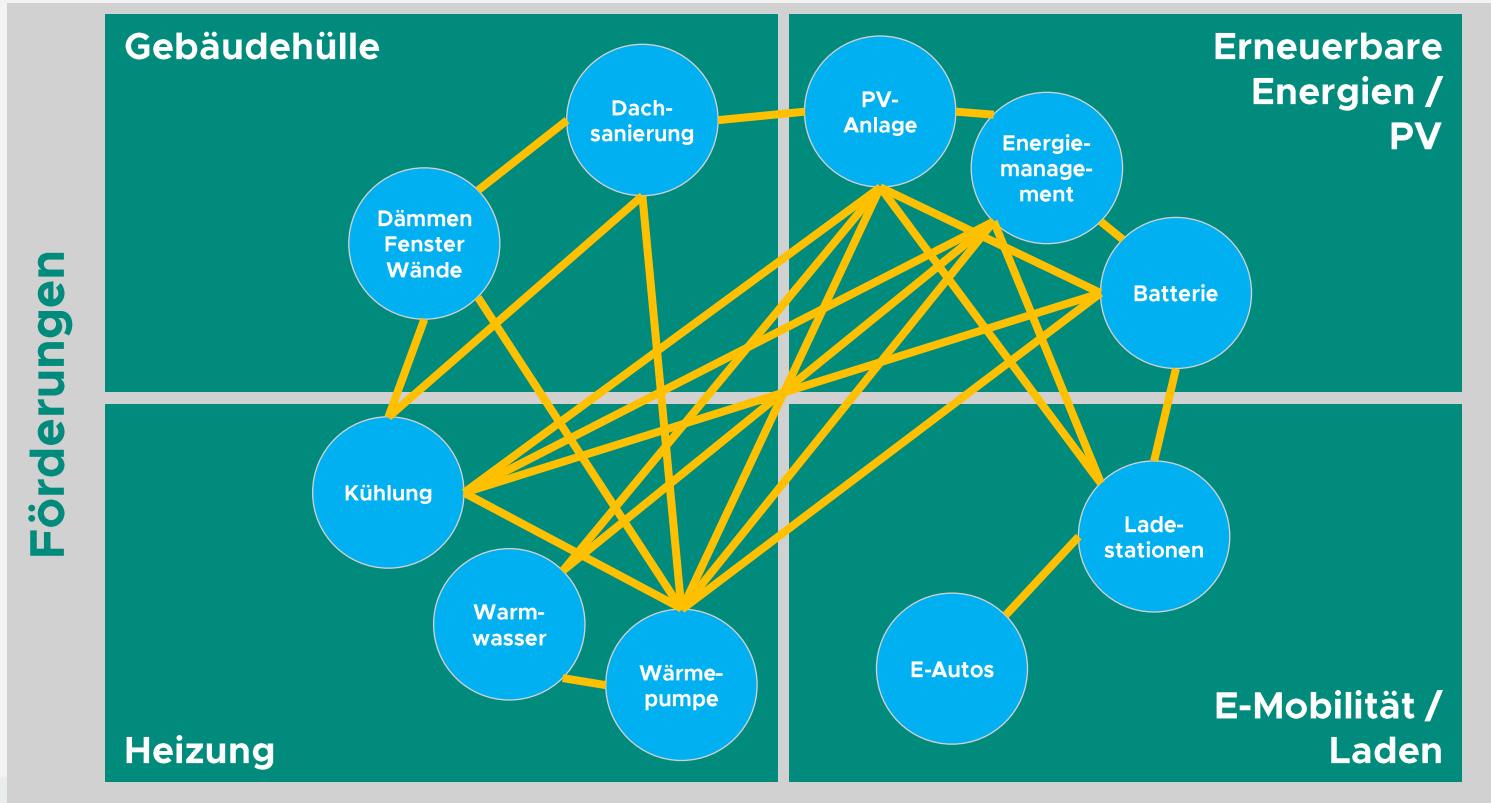 Förderungen
Gebäudehülle
Dach-
sanierung
Dämmen
Fenster
Wände
Erneuerbare
Energien /
PV
PV-
Anlage
Energie-
manage-
ment
Batterie
Kühlung
Warm-
wasser
Wärme-
pumpe
Heizung
Lade-
stationen
E-Autos
E-Mobilität /
Laden